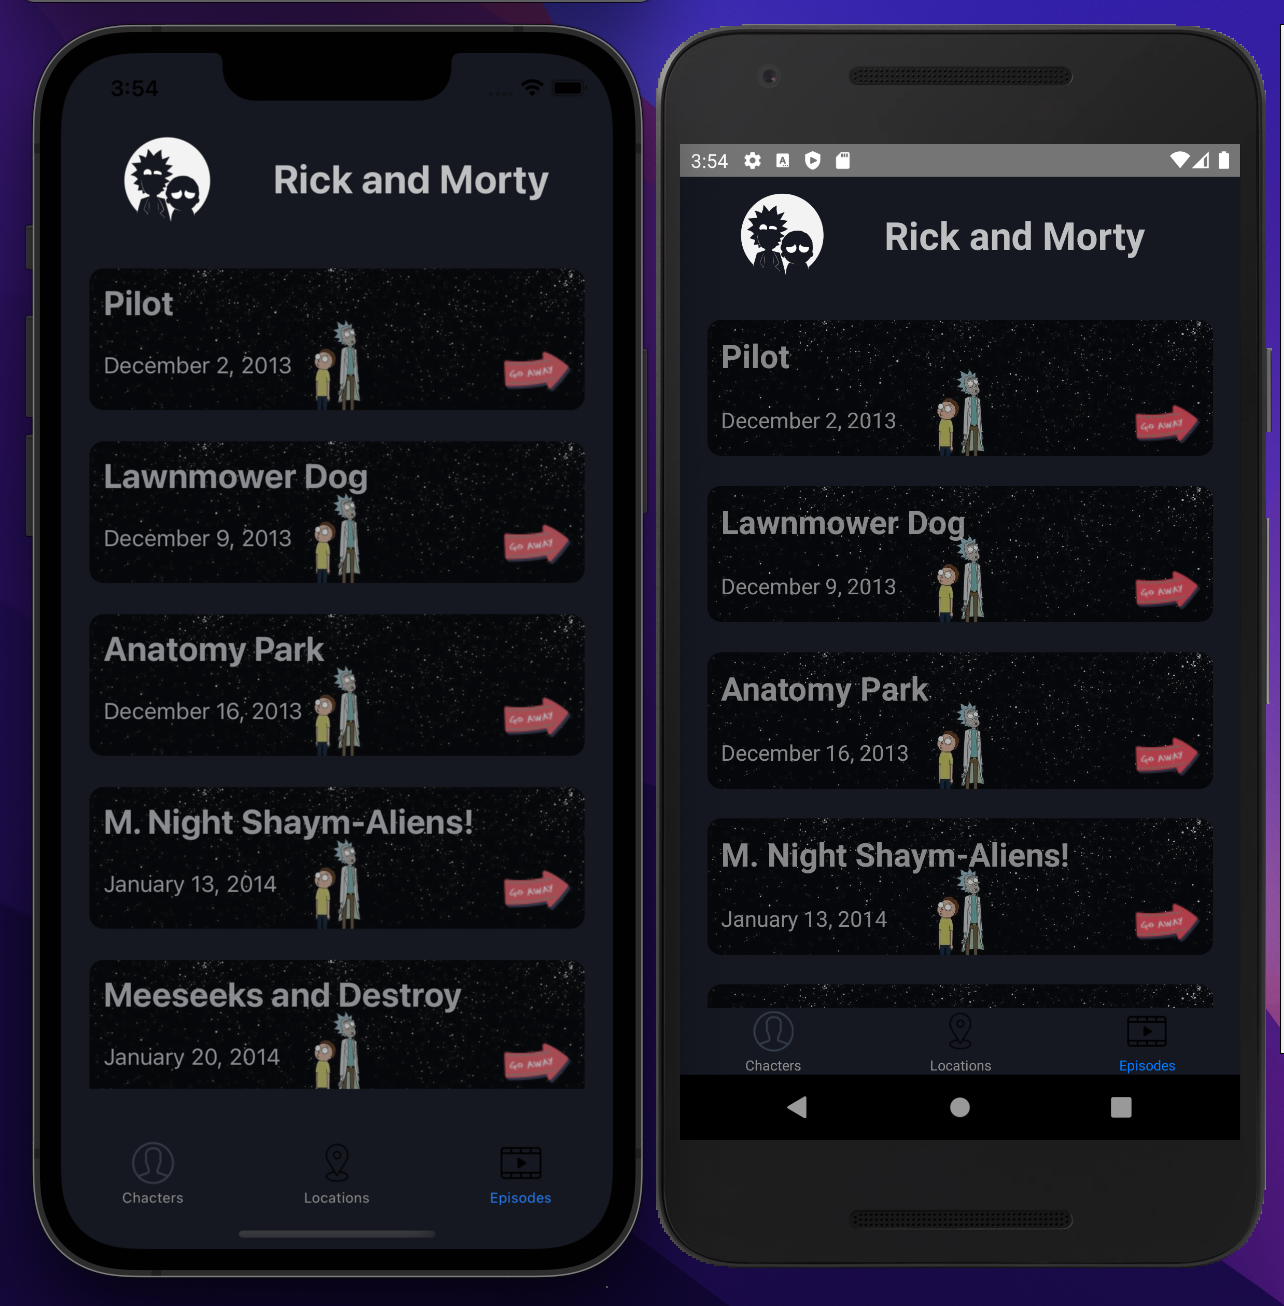 3:54
Rick and Morty
Pilot
December 2, 2013
GO AWAY
Lawnmower Dog
December 9, 2013
GO AWAY
Anatomy Park
December 16, 2013
GO AWAY
M. Night Shaym-Aliens!
January 13, 2014
GO AWAY
Meeseeks and Destroy
January 20, 2014
GO AWAY
Chacters Locations Episodes
3:54 A
Rick and Morty
Pilot
December 2, 2013
GO AWAY
Lawnmower Dog
December 9, 2013
GO AWAY
Anatomy Park
December 16, 2013
GO AWAY
M. Night Shaym-Aliens!
January 13, 2014
GO AWAY
Chacters Locations Episodes